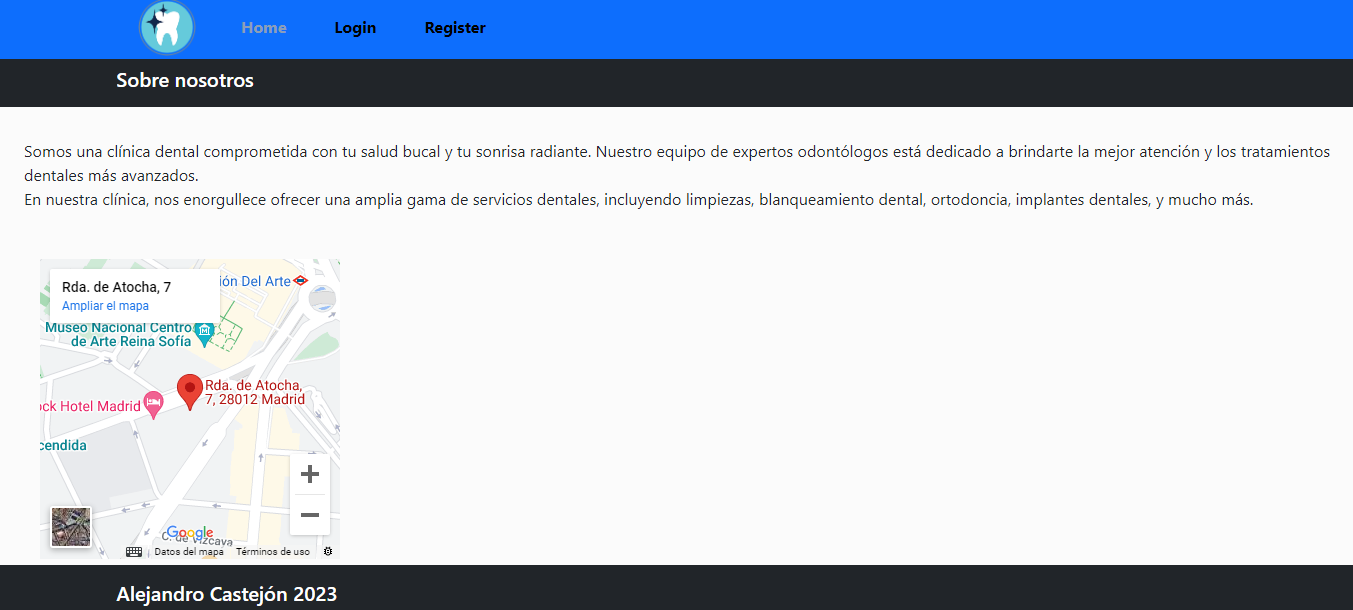 Home Login Register
Sobre nosotros
Somos una clínica dental comprometida con tu salud bucal y tu sonrisa radiante. Nuestro equipo de expertos odontólogos está dedicado a brindarte la mejor atención y los tratamientos
dentales más avanzados.
En nuestra clínica, nos enorgullece ofrecer una amplia gama de servicios dentales, incluyendo limpiezas, blanqueamiento dental, ortodoncia, implantes dentales, y mucho más.
ión Del Arte
Rda. de Atocha, 7
Ampliar el mapa
Museo Nacional Centro
de Arte Reina Sofía
Rda. de Atocha,
7, 28012 Madrid
ock Hotel Madrid
cendida
Google
C. de Vizcaya
Datos del mapa Términos de uso
Alejandro Castejón 2023